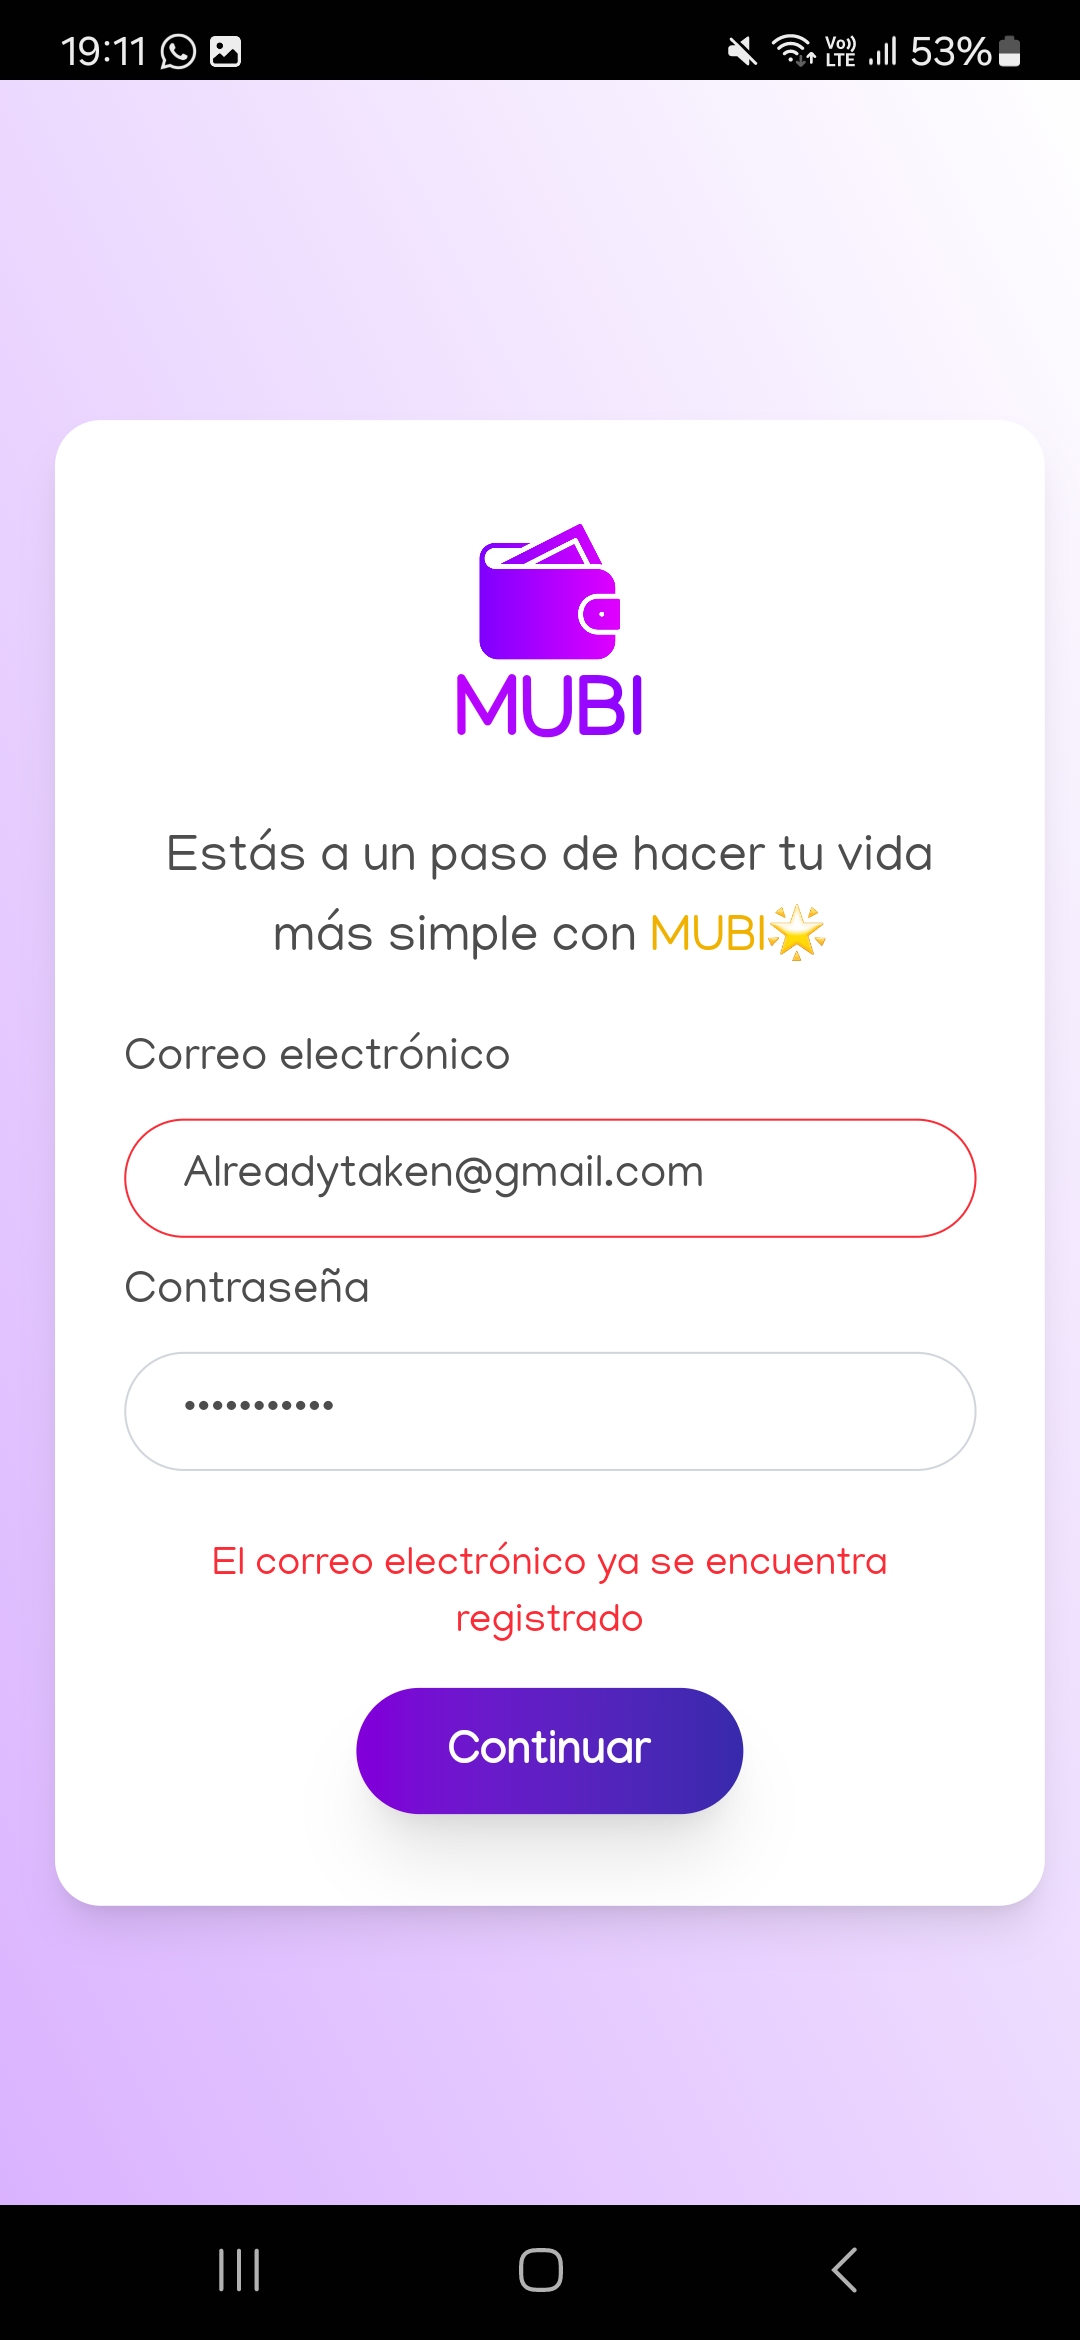 19:11
Vo)) LTE 53%
MUBI
Estás a un paso de hacer tu vida
más simple con MUBI🌟
Correo electrónico
Alreadytaken@gmail.com
Contraseña
•••••••••••
El correo electrónico ya se encuentra
registrado
Continuar